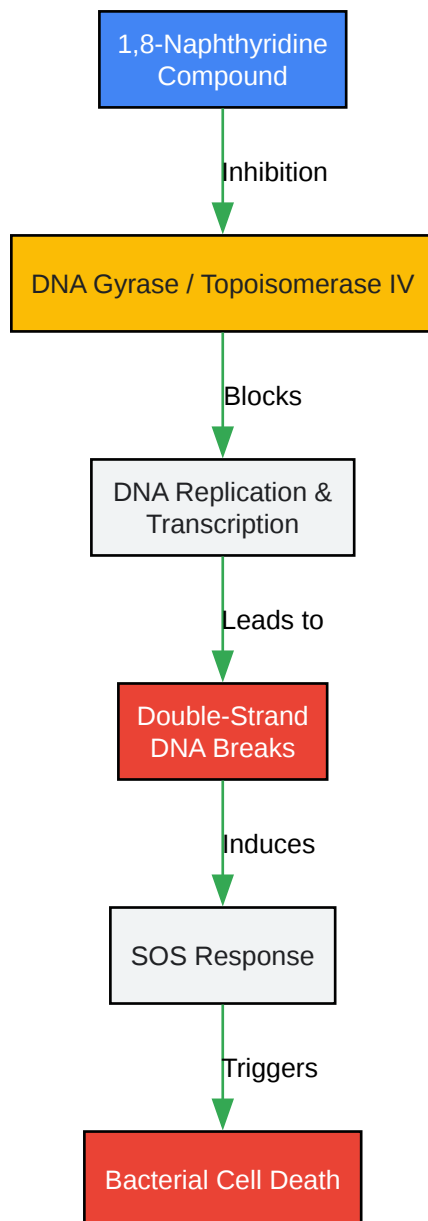 1,8-Naphthyridine
Compound
Inhibition
DNA Gyrase / Topoisomerase IV
Blocks
DNA Replication &
Transcription
Leads to
Double-Strand
DNA Breaks
Induces
SOS Response
Triggers
Bacterial Cell Death